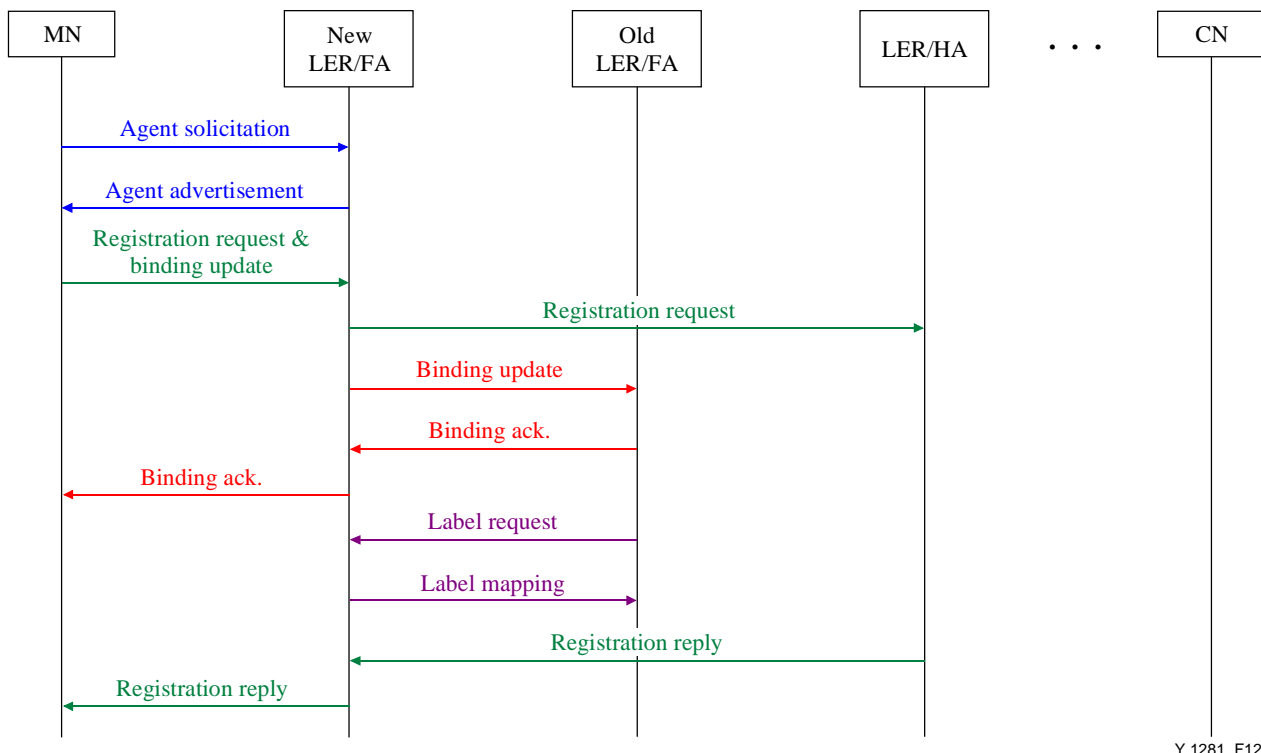 MN
New
LER/FA
Old
LER/FA
LER/HA
. . .
CN
Agent solicitation
Agent advertisement
Registration request &
binding update
Registration request
Binding update
Binding ack.
Binding ack.
Label request
Label mapping
Registration reply
Registration reply
Y.1281_F12